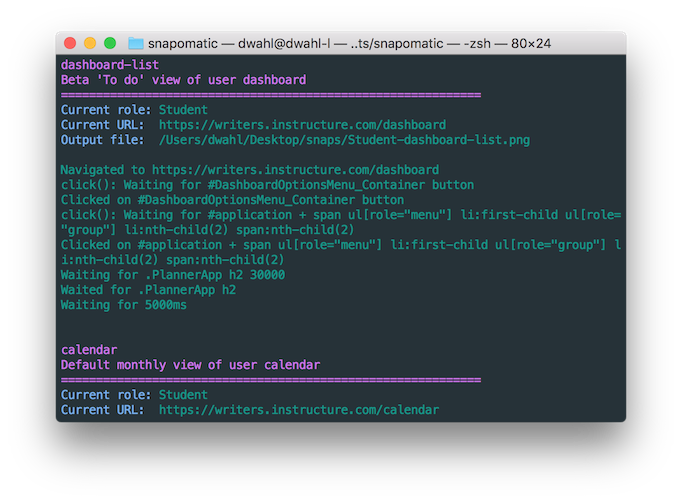 snapomatic — dwahl@dwahl-l — ..ts/snapomatic — -zsh — 80×24
dashboard-list
Beta 'To do' view of user dashboard
============================================================
Current role: Student
Current URL:  https://writers.instructure.com/dashboard
Output file:  /Users/dwahl/Desktop/snaps/Student-dashboard-list.png
Navigated to https://writers.instructure.com/dashboard
click(): Waiting for #DashboardOptionsMenu_Container button
Clicked on #DashboardOptionsMenu_Container button
click(): Waiting for #application + span ul[role="menu"] li:first-child ul[role=
"group"] li:nth-child(2) span:nth-child(2)
Clicked on #application + span ul[role="menu"] li:first-child ul[role="group"] l
i:nth-child(2) span:nth-child(2)
Waiting for .PlannerApp h2 30000
Waited for .PlannerApp h2
Waiting for 5000ms
calendar
Default monthly view of user calendar
============================================================
Current role: Student
Current URL:  https://writers.instructure.com/calendar